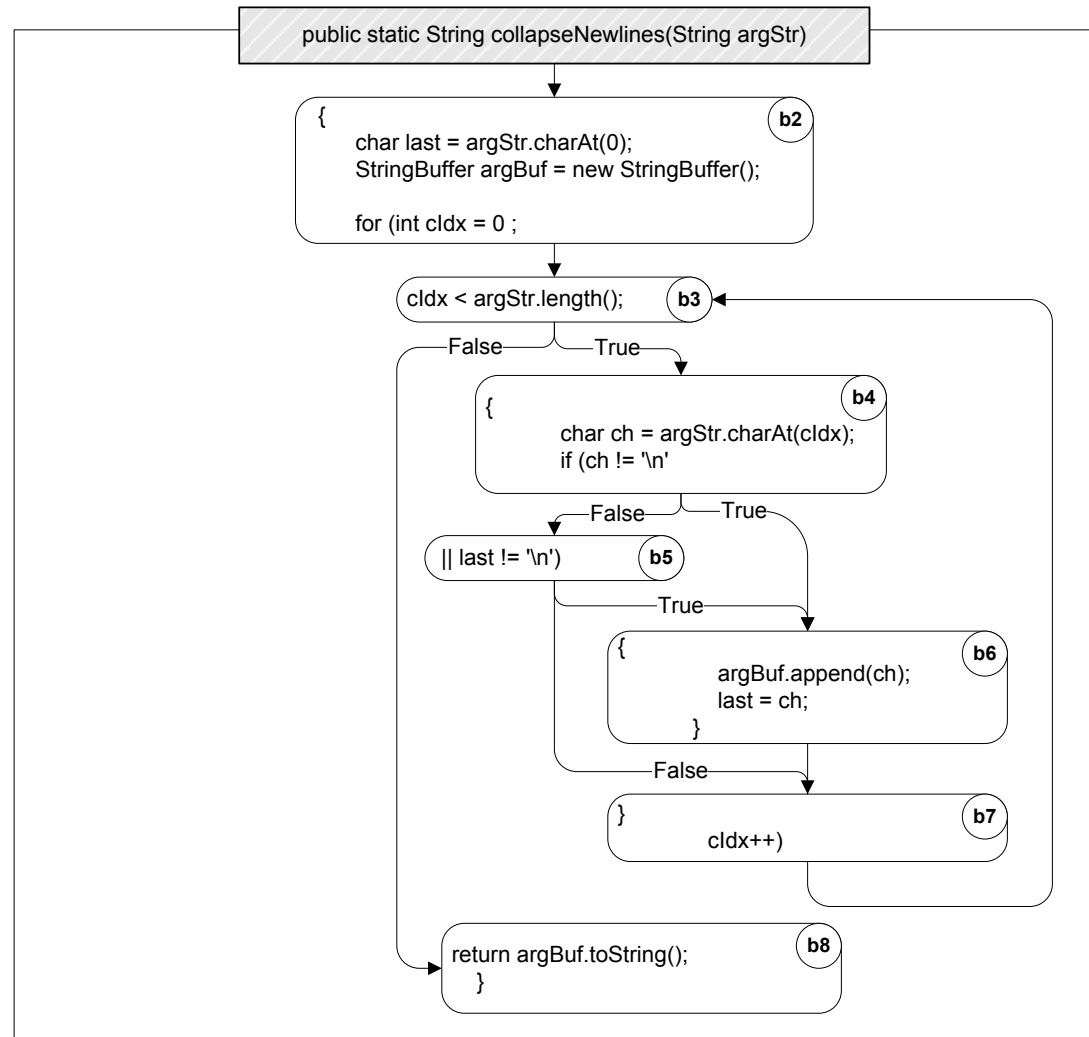 public static String collapseNewlines(String argStr)
{
b2
char last = argStr.charAt(0);
StringBuffer argBuf = new StringBuffer();
for (int cIdx = 0 ;
cIdx < argStr.length();
b3
False
True
{
b4
char ch = argStr.charAt(cIdx);
if (ch != '\n'
False
True
|| last != '\n')
b5
True
{
b6
argBuf.append(ch);
last = ch;
}
False
}
b7
cIdx++)
return argBuf.toString();
b8
}